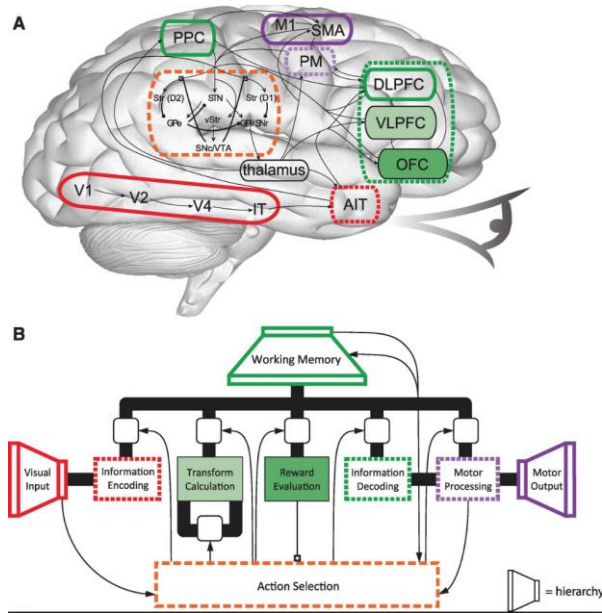 A
PPC
M1
SMA
PM
DLPFC
VLPFC
OFC
Str (D2)
STN
Str (D1)
GPe
vStr
GPi/SNr
SNc/VTA
thalamus
V1
V2
V4
IT
AIT
B
Working Memory
Visual
Input
Information
Encoding
Transform
Calculation
Reward
Evaluation
Information
Decoding
Motor
Processing
Motor
Output
Action Selection
= hierarchy